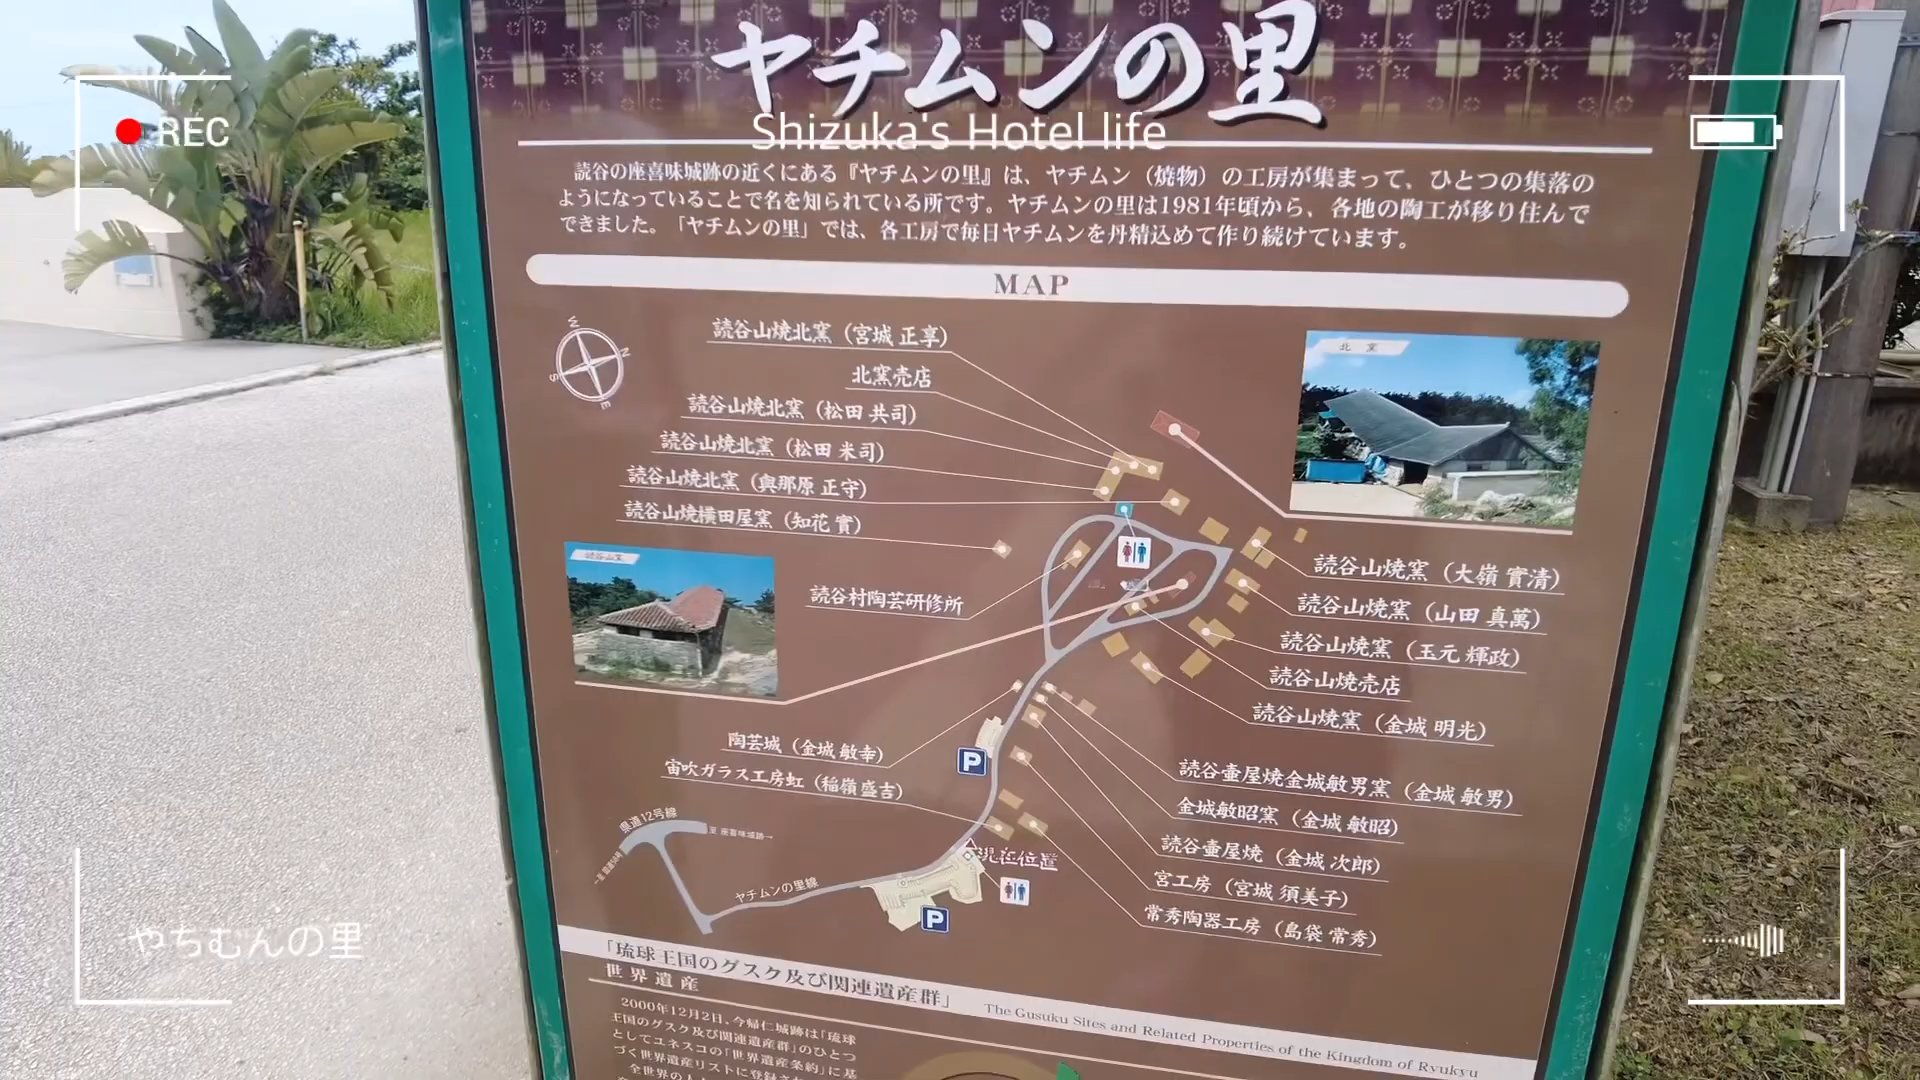 ヤチムンの里
REC
Shizuka's Hotel life
読谷の座喜味城跡の近くにある『ヤチムンの里』は、ヤチムン（焼物）の工房が集まって、ひとつの集落の
ようになっていることで名を知られている所です。ヤチムンの里は1981年頃から、各地の陶工が移り住んで
できました。「ヤチムンの里」では、各工房で毎日ヤチムンを丹精込めて作り続けています。
MAP
W
N
S
E
読谷山焼北窯（宮城 正享）
北窯売店
読谷山焼北窯（松田 共司）
読谷山焼北窯（松田 米司）
読谷山焼北窯（與那原 正守）
読谷山焼横田屋窯（知花 實）
北窯
読谷山窯
読谷村陶芸研修所
読谷山焼窯（大嶺 實清）
読谷山焼窯（山田 真萬）
読谷山焼窯（玉元 輝政）
読谷山焼売店
読谷山焼窯（金城 明光）
陶芸城（金城 敏幸）
宙吹ガラス工房虹（稲嶺 盛吉）
P
読谷壷屋焼金城敏男窯（金城 敏男）
金城敏昭窯（金城 敏昭）
読谷壷屋焼（金城 次郎）
宮工房（宮城 須美子）
常秀陶器工房（島袋 常秀）
県道12号線
至 座喜味城跡→
ヤチムンの里線
現在位置
P
やちむんの里
「琉球王国のグスク及び関連遺産群」 The Gusuku Sites and Related Properties of the Kingdom of Ryukyu
世界遺産
2000年12月2日、今帰仁城跡は「琉球
王国のグスク及び関連遺産群」のひとつ
としてユネスコの「世界遺産条約」に基
づく世界遺産リストに登録さ
全世界の人